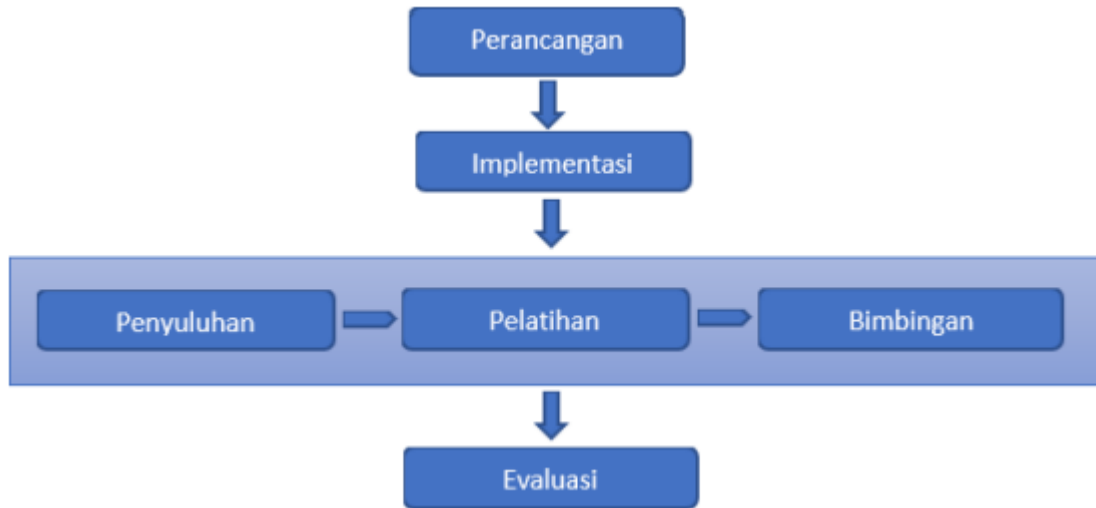 Perancangan
Implementasi
Penyuluhan
Pelatihan
Bimbingan
Evaluasi